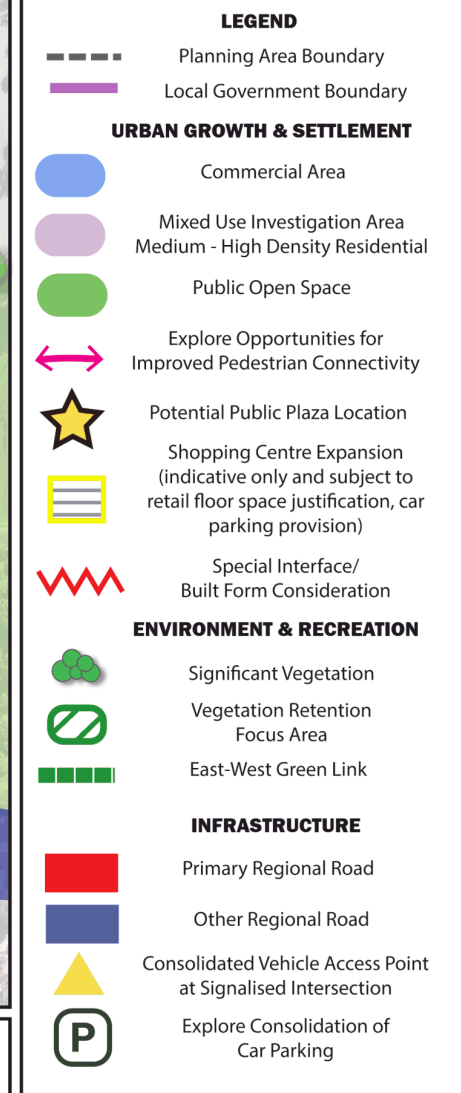 LEGEND
Planning Area Boundary
Local Government Boundary
URBAN GROWTH & SETTLEMENT
Commercial Area
Mixed Use Investigation Area
Medium - High Density Residential
Public Open Space
Explore Opportunities for
Improved Pedestrian Connectivity
Potential Public Plaza Location
Shopping Centre Expansion
(indicative only and subject to
retail floor space justification, car
parking provision)
Special Interface/
Built Form Consideration
ENVIRONMENT & RECREATION
Significant Vegetation
Vegetation Retention
Focus Area
East-West Green Link
INFRASTRUCTURE
Primary Regional Road
Other Regional Road
Consolidated Vehicle Access Point
at Signalised Intersection
P
Explore Consolidation of
Car Parking